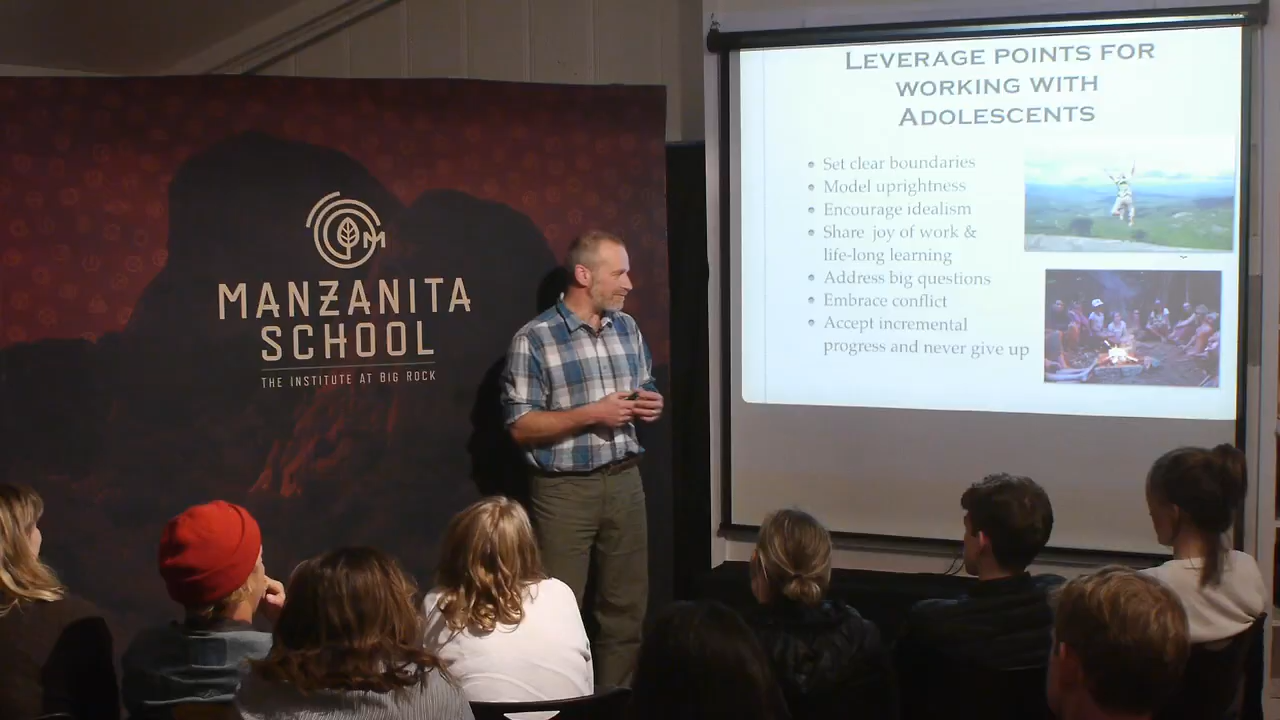 MANZANITA
SCHOOL
THE INSTITUTE AT BIG ROCK
LEVERAGE POINTS FOR
WORKING WITH
ADOLESCENTS
• Set clear boundaries
• Model uprightness
• Encourage idealism
• Share joy of work &
life-long learning
• Address big questions
• Embrace conflict
• Accept incremental
progress and never give up